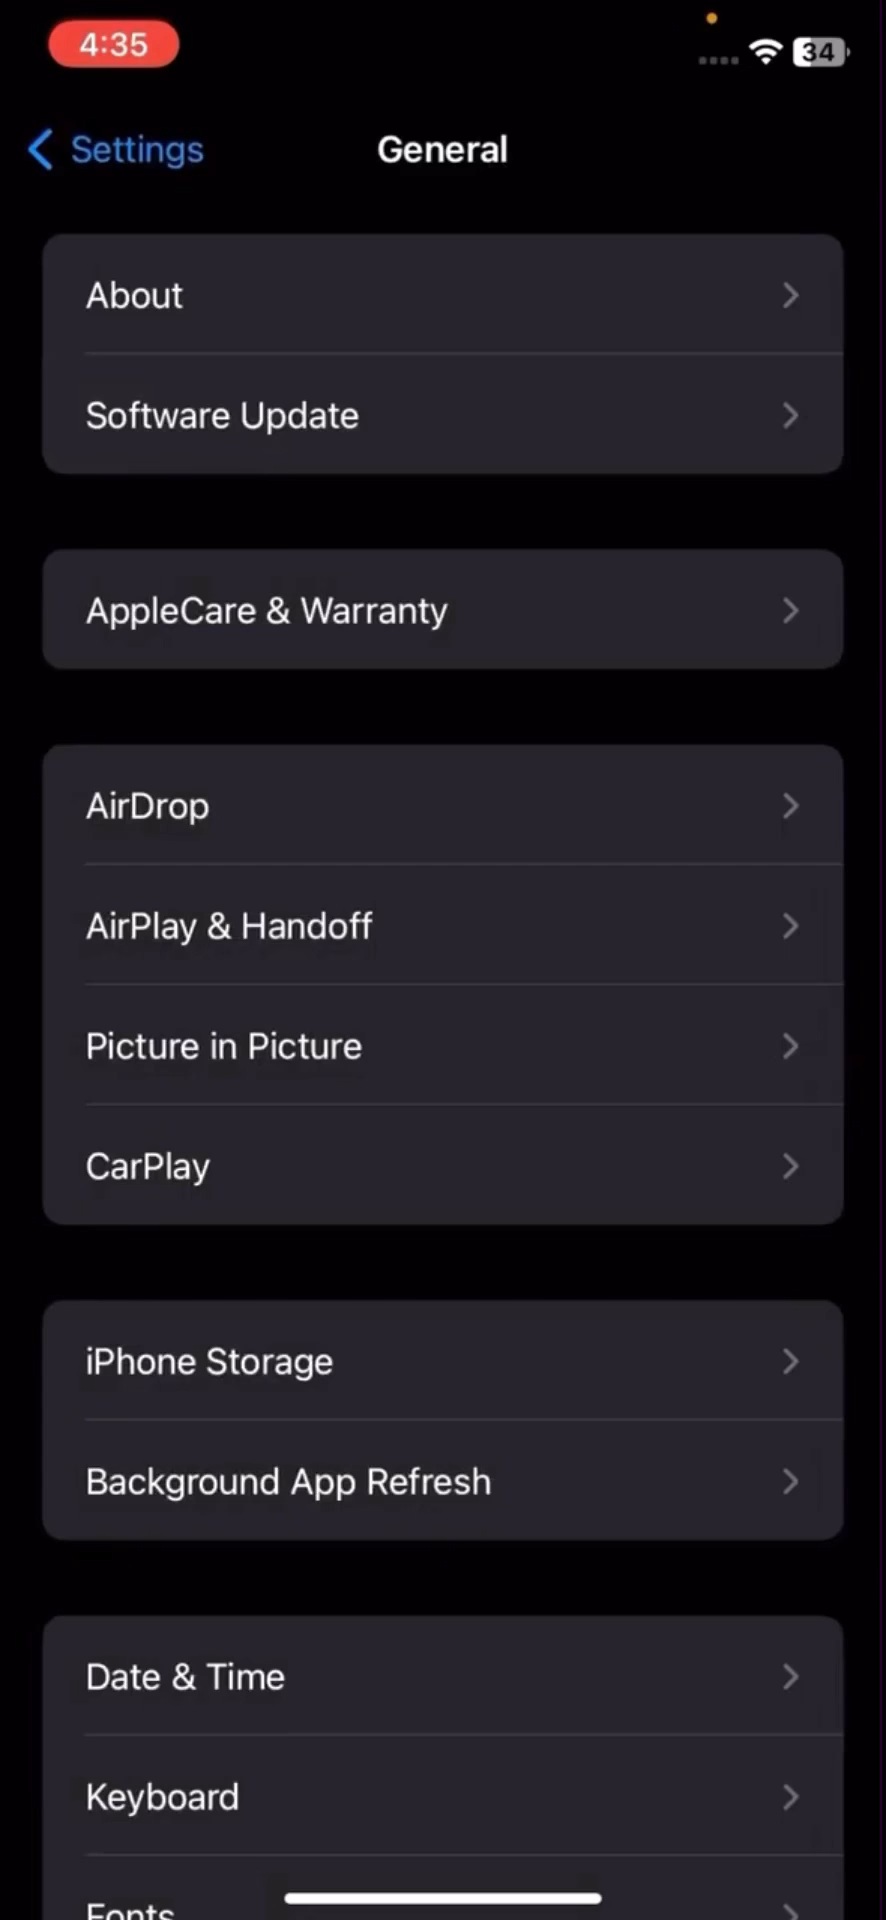 4:35
34
Settings
General
About
Software Update
AppleCare & Warranty
AirDrop
AirPlay & Handoff
Picture in Picture
CarPlay
iPhone Storage
Background App Refresh
Date & Time
Keyboard
Fonts